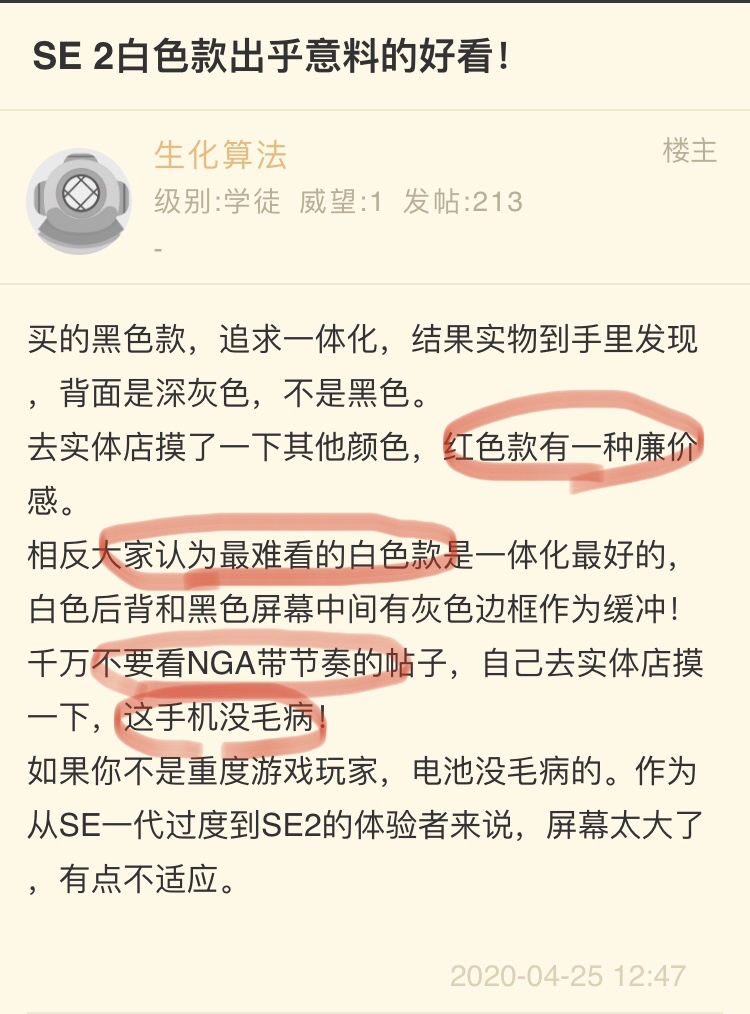 SE 2白色款出乎意料的好看！
生化算法
楼主
级别:学徒 威望:1 发帖:213
-
买的黑色款，追求一体化，结果实物到手里发现
，背面是深灰色，不是黑色。
去实体店摸了一下其他颜色，红色款有一种廉价
感。
相反大家认为最难看的白色款是一体化最好的，
白色后背和黑色屏幕中间有灰色边框作为缓冲！
千万不要看NGA带节奏的帖子，自己去实体店摸
一下，这手机没毛病！
如果你不是重度游戏玩家，电池没毛病的。作为
从SE一代过度到SE2的体验者来说，屏幕太大了
，有点不适应。
2020-04-25 12:47